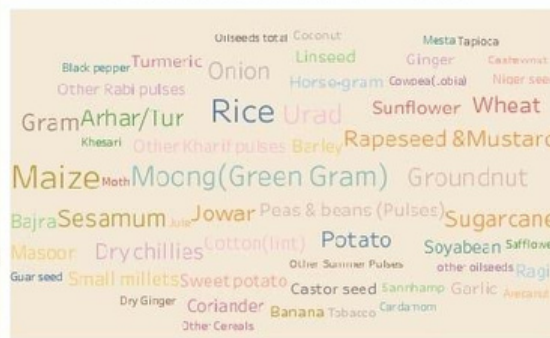 Oilseeds total Coconut
Mesta Tapioca
Black pepper Turmeric Onion Linseed Ginger Cashewnut
Horse-gram Cowpea(Lobia) Niger see
Other Rabi pulses
Gram Arhar/Tur Rice Urad Sunflower Wheat
Khesari Other Kharif pulses Barley Rapeseed &Mustard
Maize Moth Moong(Green Gram) Groundnut
Bajra Sesamum Jute Jowar Peas & beans (Pulses) Sugarcane
Masoor Dry chillies Cotton(lint) Potato Soyabean Safflowe
Other Summer Pulses other oilseeds Ragi
Guar seed Small millets Sweet potato
Castor seed Sannhamp Garlic Arecanut
Dry Ginger Coriander Banana Tobacco Cardamom
Other Cereals